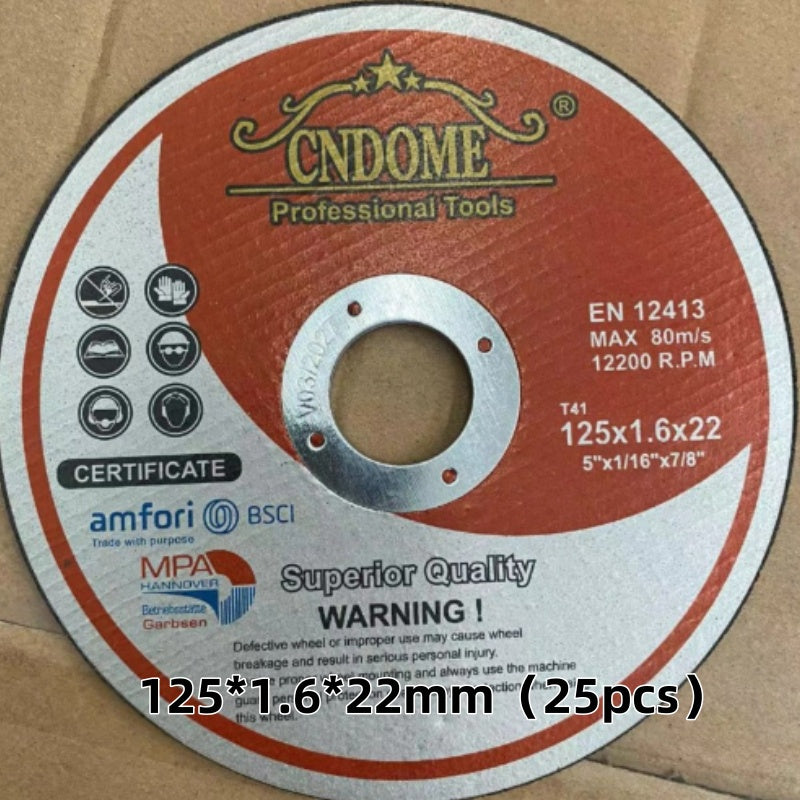 CNDOME
®
Professional Tools
EN 12413
MAX 80m/s
12200 R.P.M
T41
125x1.6x22
5"x1/16"x7/8"
CERTIFICATE
amfori BSCI
Trade with purpose
MPA
HANNOVER
Betriebsstätte
Garbsen
Superior Quality
WARNING !
Defective wheel or improper use may cause wheel
breakage and result in serious personal injury.
mounting and always use the machine
this wheel.
125*1.6*22mm（25pcs）